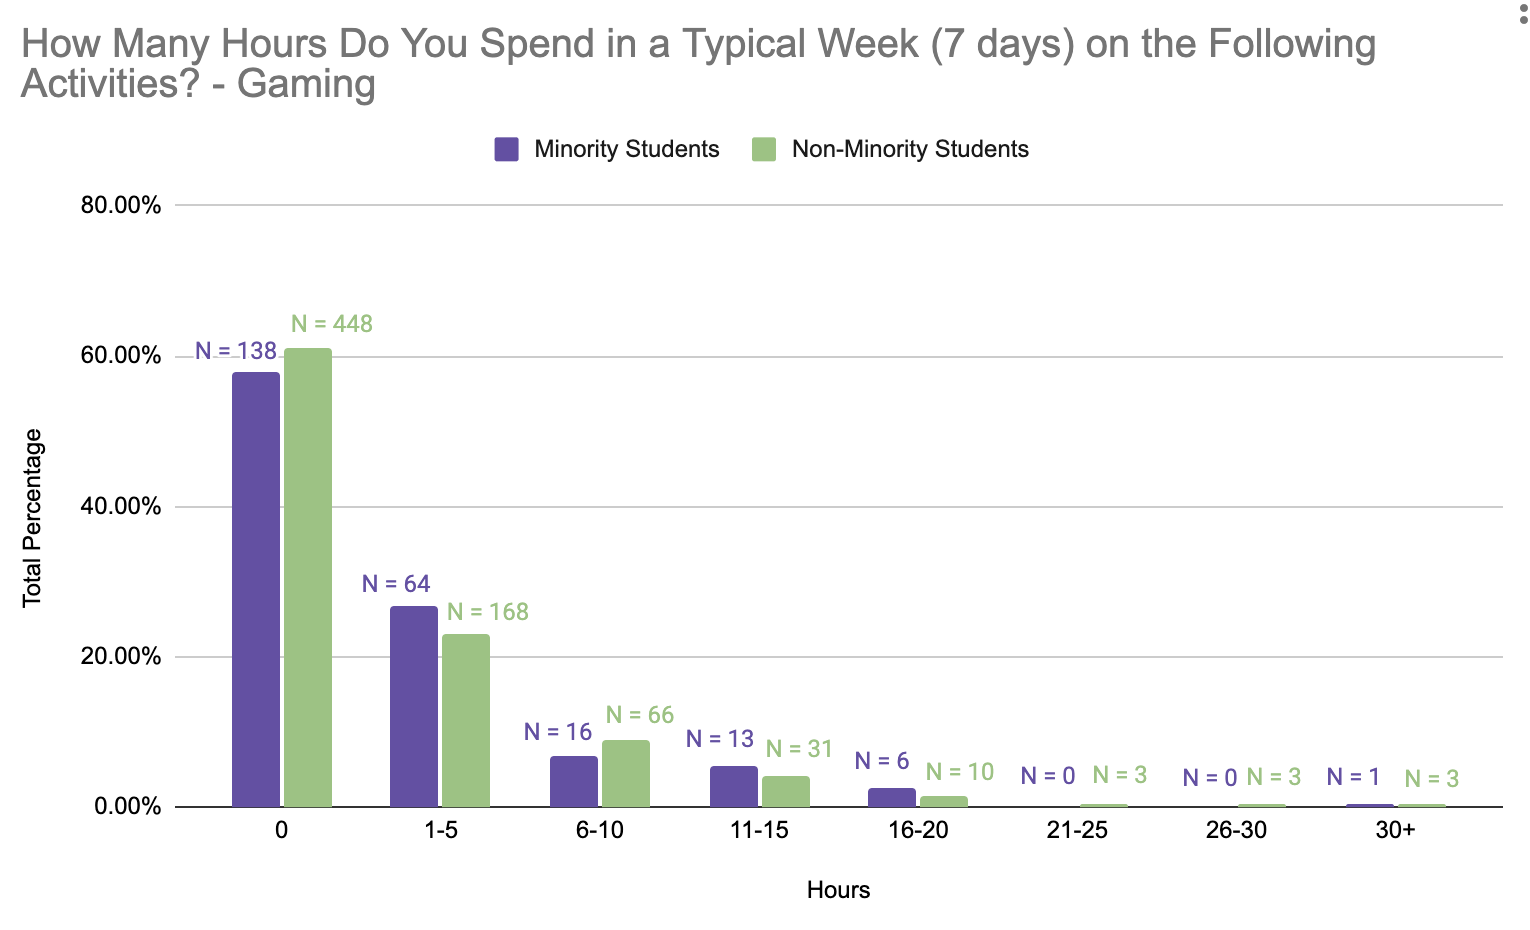 How Many Hours Do You Spend in a Typical Week (7 days) on the Following
Activities? - Gaming
Minority Students
Non-Minority Students
80.00%
60.00%
40.00%
20.00%
0.00%
Total Percentage
N = 138
N = 448
N = 64
N = 168
N = 16
N = 66
N = 13
N = 31
N = 6
N = 10
N = 0
N = 3
N = 0
N = 3
N = 1
N = 3
0
1-5
6-10
11-15
16-20
21-25
26-30
30+
Hours